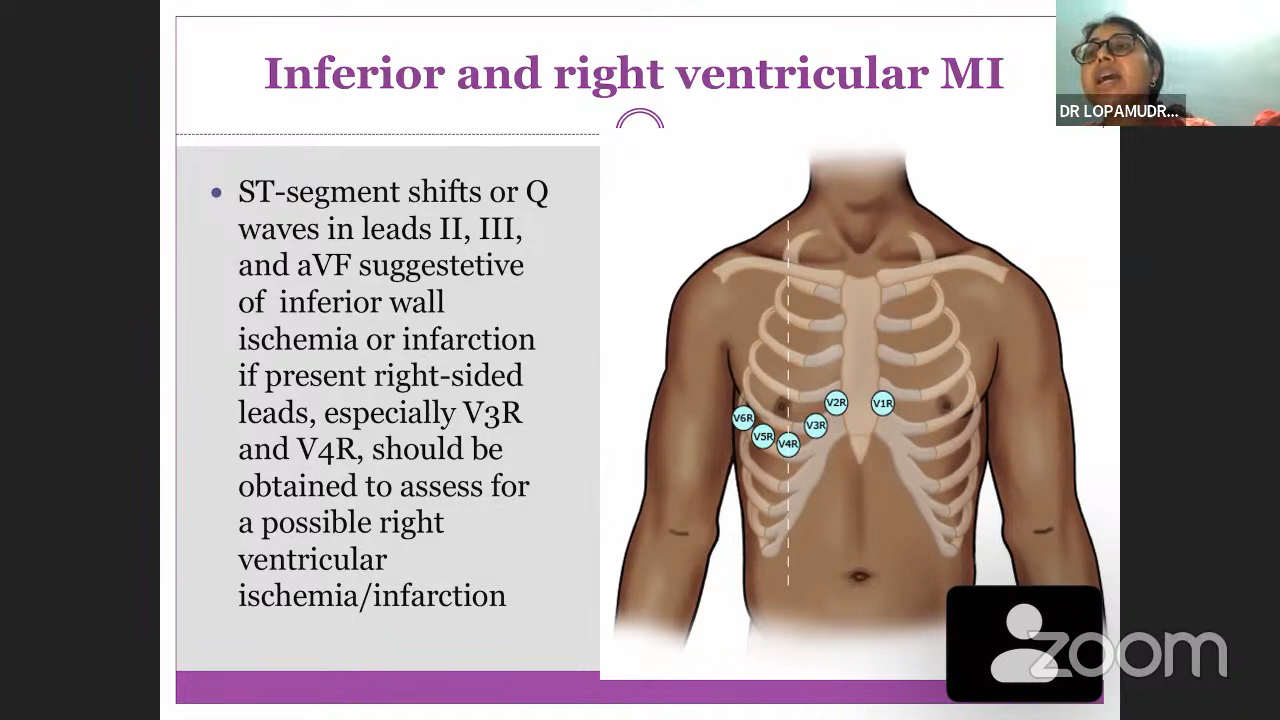 Inferior and right ventricular MI
DR LOPAMUDR...
• ST-segment shifts or Q
waves in leads II, III,
and aVF suggestetive
of inferior wall
ischemia or infarction
if present right-sided
leads, especially V3R
and V4R, should be
obtained to assess for
a possible right
ventricular
ischemia/infarction
V6R
V5R
V4R
V3R
V2R
V1R
zoom